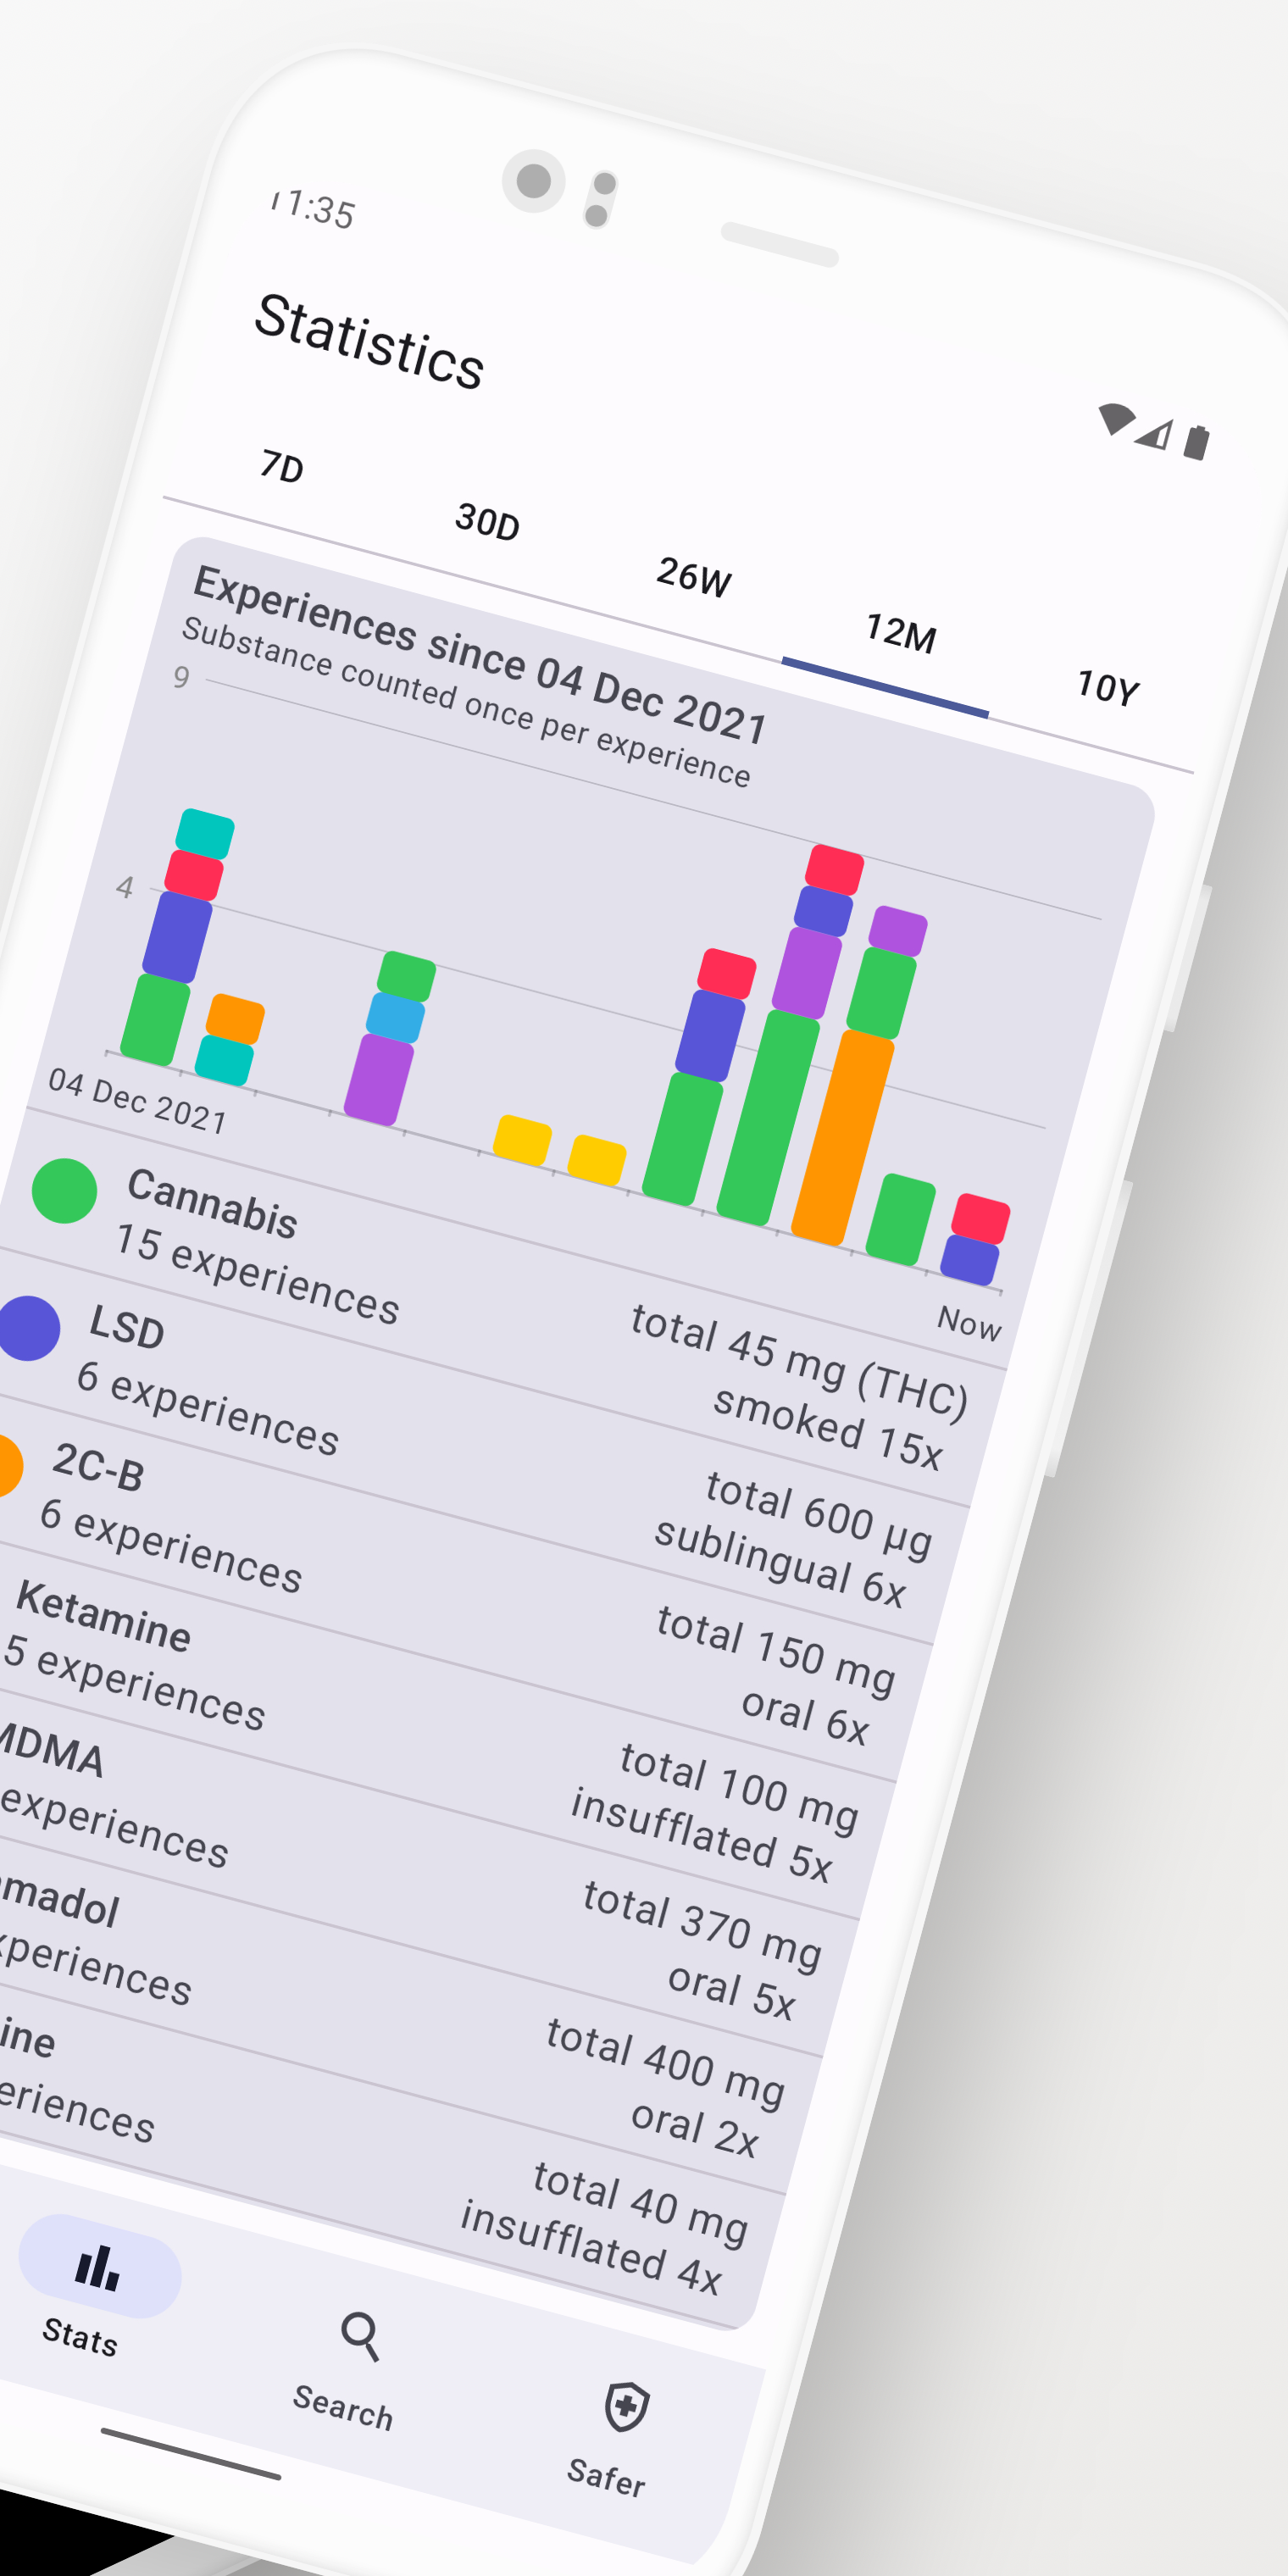 1:35
Statistics
7D
30D
26W
12M
10Y
Experiences since 04 Dec 2021
Substance counted once per experience
9
4
04 Dec 2021
Now
Cannabis
15 experiences
total 45 mg (THC)
smoked 15x
LSD
6 experiences
total 600 µg
sublingual 6x
2C-B
6 experiences
total 150 mg
oral 6x
Ketamine
5 experiences
total 100 mg
insufflated 5x
MDMA
experiences
total 370 mg
oral 5x
madol
xperiences
total 400 mg
oral 2x
ine
eriences
total 40 mg
insufflated 4x
Stats
Search
Safer